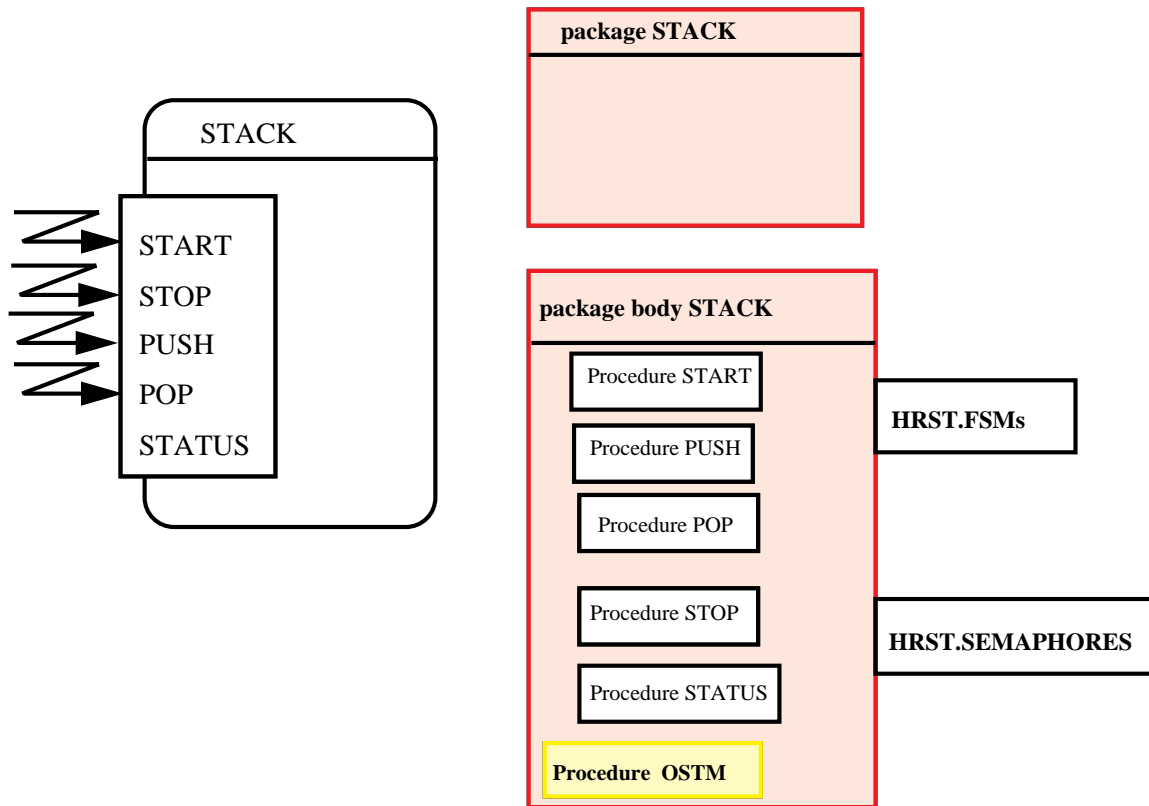 STACK
START
STOP
PUSH
POP
STATUS
package STACK
package body STACK
Procedure START
Procedure PUSH
Procedure POP
Procedure STOP
Procedure STATUS
Procedure OSTM
HRST.FSMs
HRST.SEMAPHORES